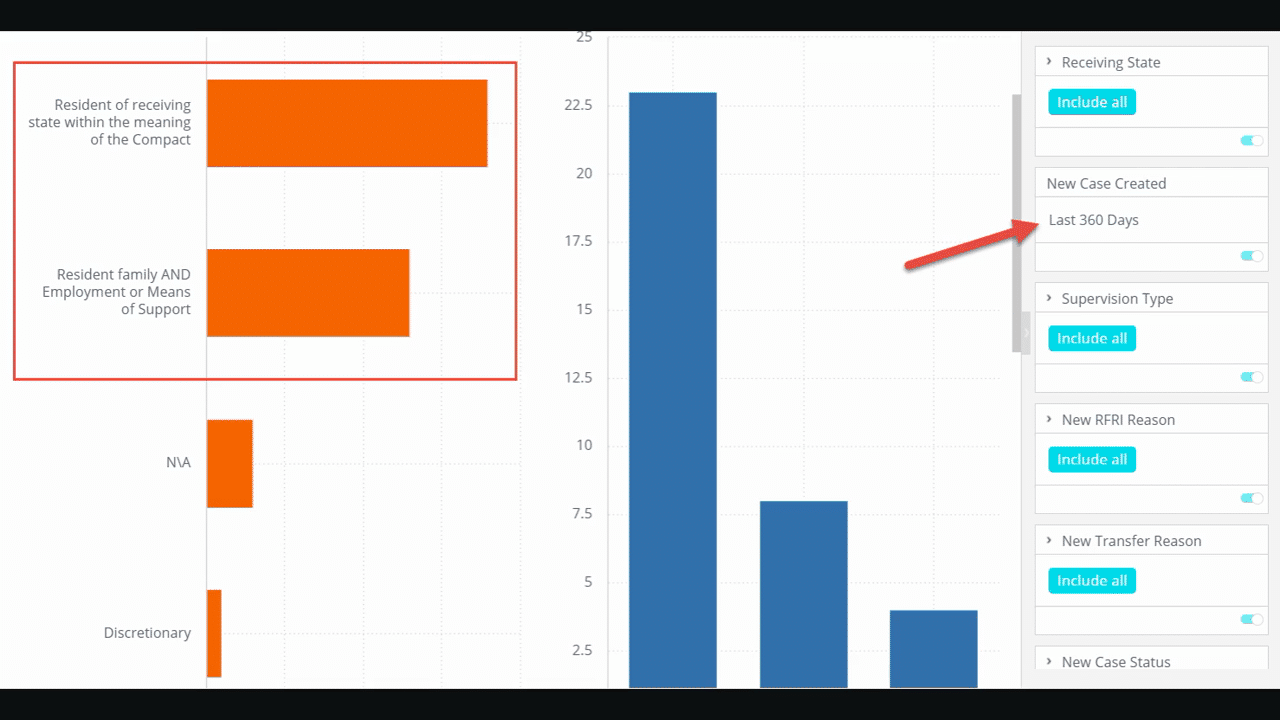 Resident of receiving
state within the meaning
of the Compact
Resident family AND
Employment or Means
of Support
N\A
Discretionary
25
22.5
20
17.5
15
12.5
10
7.5
5
2.5
Receiving State
Include all
New Case Created
Last 360 Days
Supervision Type
Include all
New RFRI Reason
Include all
New Transfer Reason
Include all
New Case Status